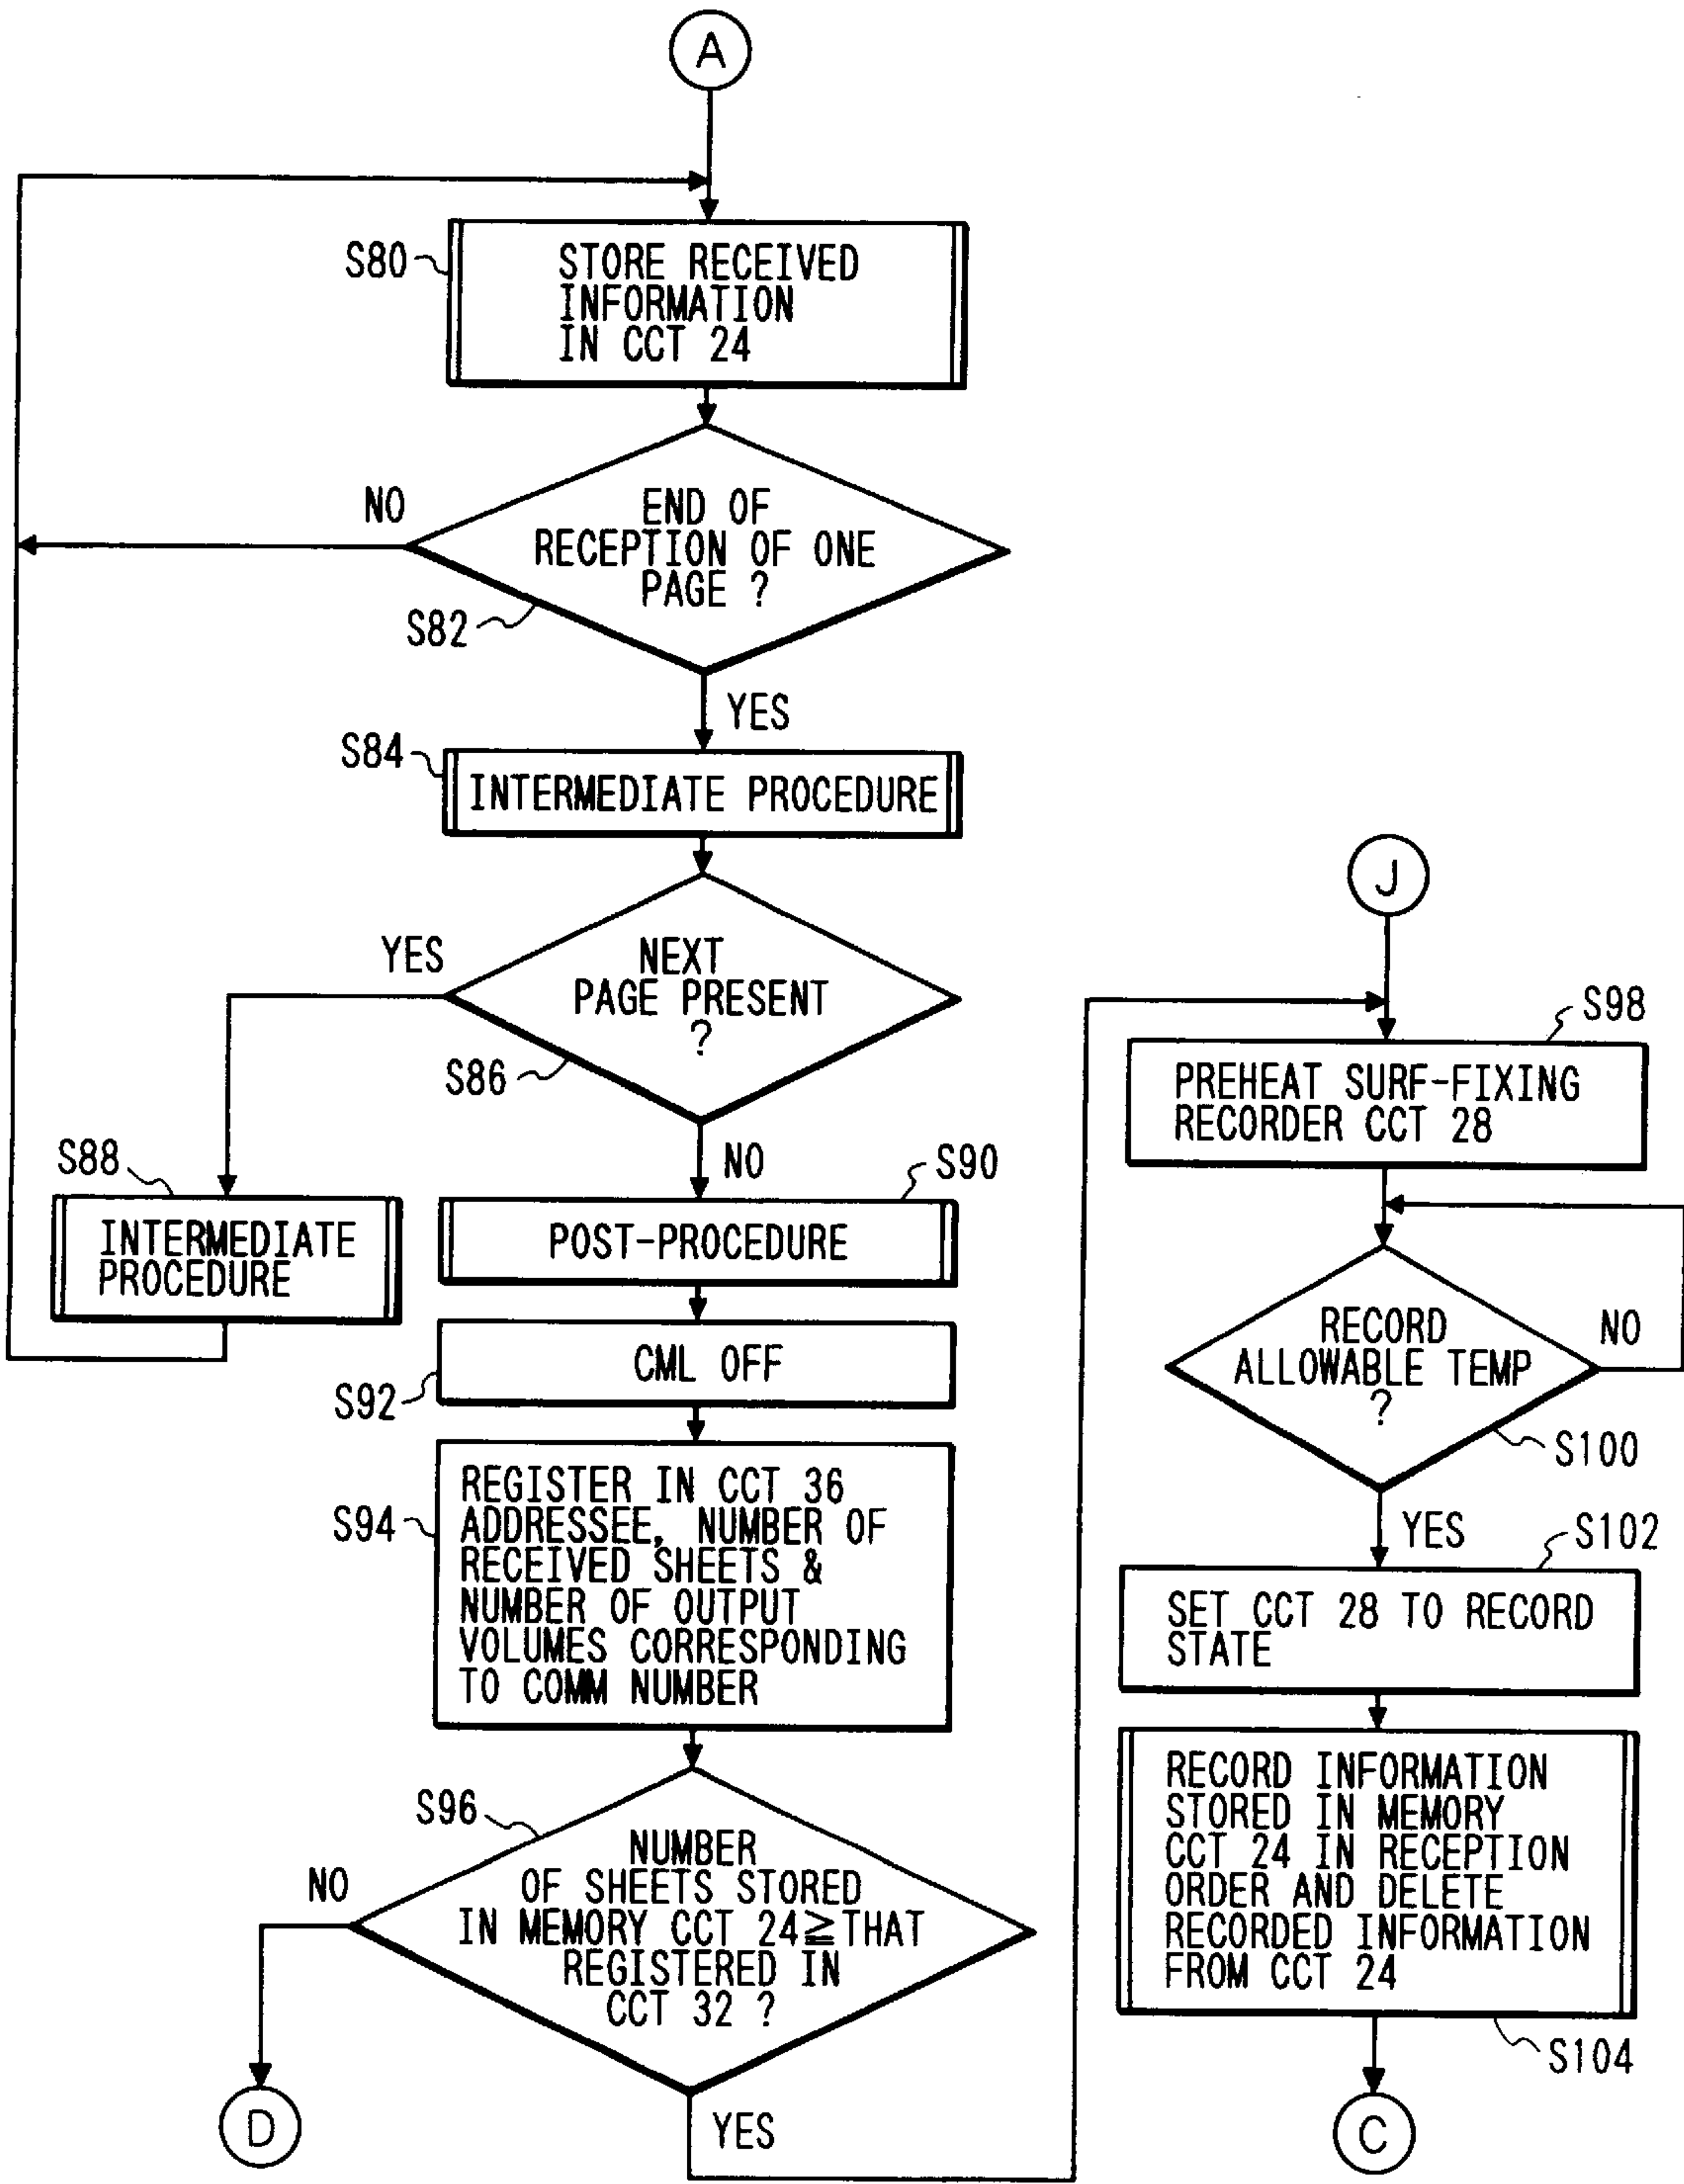 A
S80
STORE RECEIVED
INFORMATION
IN CCT 24
NO
END OF
RECEPTION OF ONE
PAGE ?
S82
YES
S84
INTERMEDIATE PROCEDURE
YES
NEXT
PAGE PRESENT
?
S86
NO
S88
INTERMEDIATE
PROCEDURE
S90
POST-PROCEDURE
CML OFF
S92
S94
REGISTER IN CCT 36
ADDRESSEE, NUMBER OF
RECEIVED SHEETS &
NUMBER OF OUTPUT
VOLUMES CORRESPONDING
TO COMM NUMBER
S96
NO
NUMBER
OF SHEETS STORED
IN MEMORY CCT 24≧THAT
REGISTERED IN
CCT 32 ?
D
YES
J
S98
PREHEAT SURF-FIXING
RECORDER CCT 28
RECORD
ALLOWABLE TEMP
?
NO
S100
YES
S102
SET CCT 28 TO RECORD
STATE
RECORD INFORMATION
STORED IN MEMORY
CCT 24 IN RECEPTION
ORDER AND DELETE
RECORDED INFORMATION
FROM CCT 24
S104
C